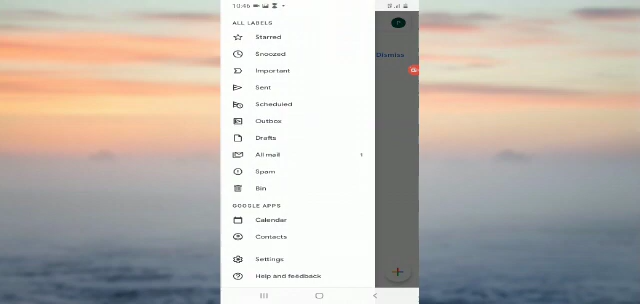 10:46
ALL LABELS
Starred
Snoozed
Important
Sent
Scheduled
Outbox
Drafts
All mail 1
Spam
Bin
GOOGLE APPS
Calendar
Contacts
Settings
Help and feedback
Dismiss